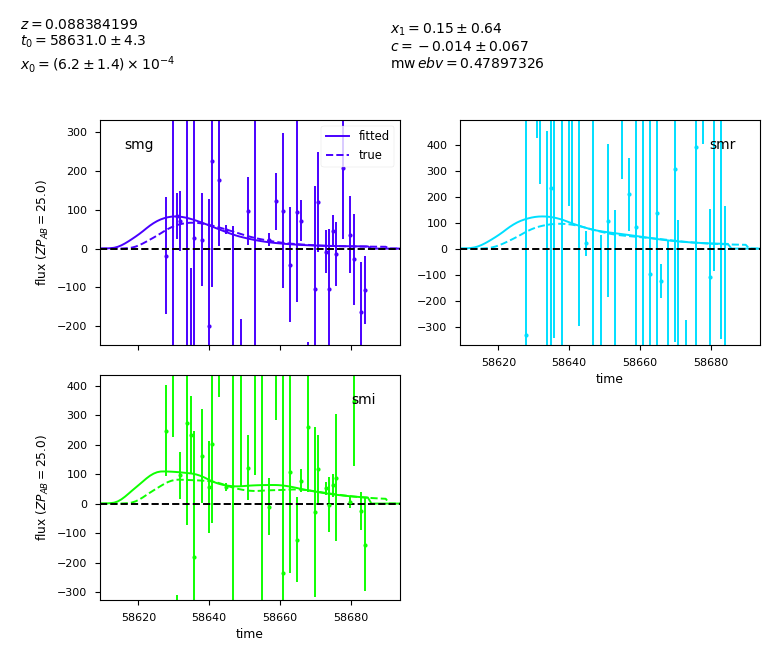 z = 0.088384199
t₀ = 58631.0 ± 4.3
x₀ = (6.2 ± 1.4) × 10⁻⁴
x₁ = 0.15 ± 0.64
c = −0.014 ± 0.067
mw ebv = 0.47897326
smg
fitted
true
300
200
100
0
−100
−200
flux (ZP_AB = 25.0)
smr
400
300
200
100
0
−100
−200
−300
58620 58640 58660 58680
time
smi
400
300
200
100
0
−100
−200
−300
flux (ZP_AB = 25.0)
58620 58640 58660 58680
time